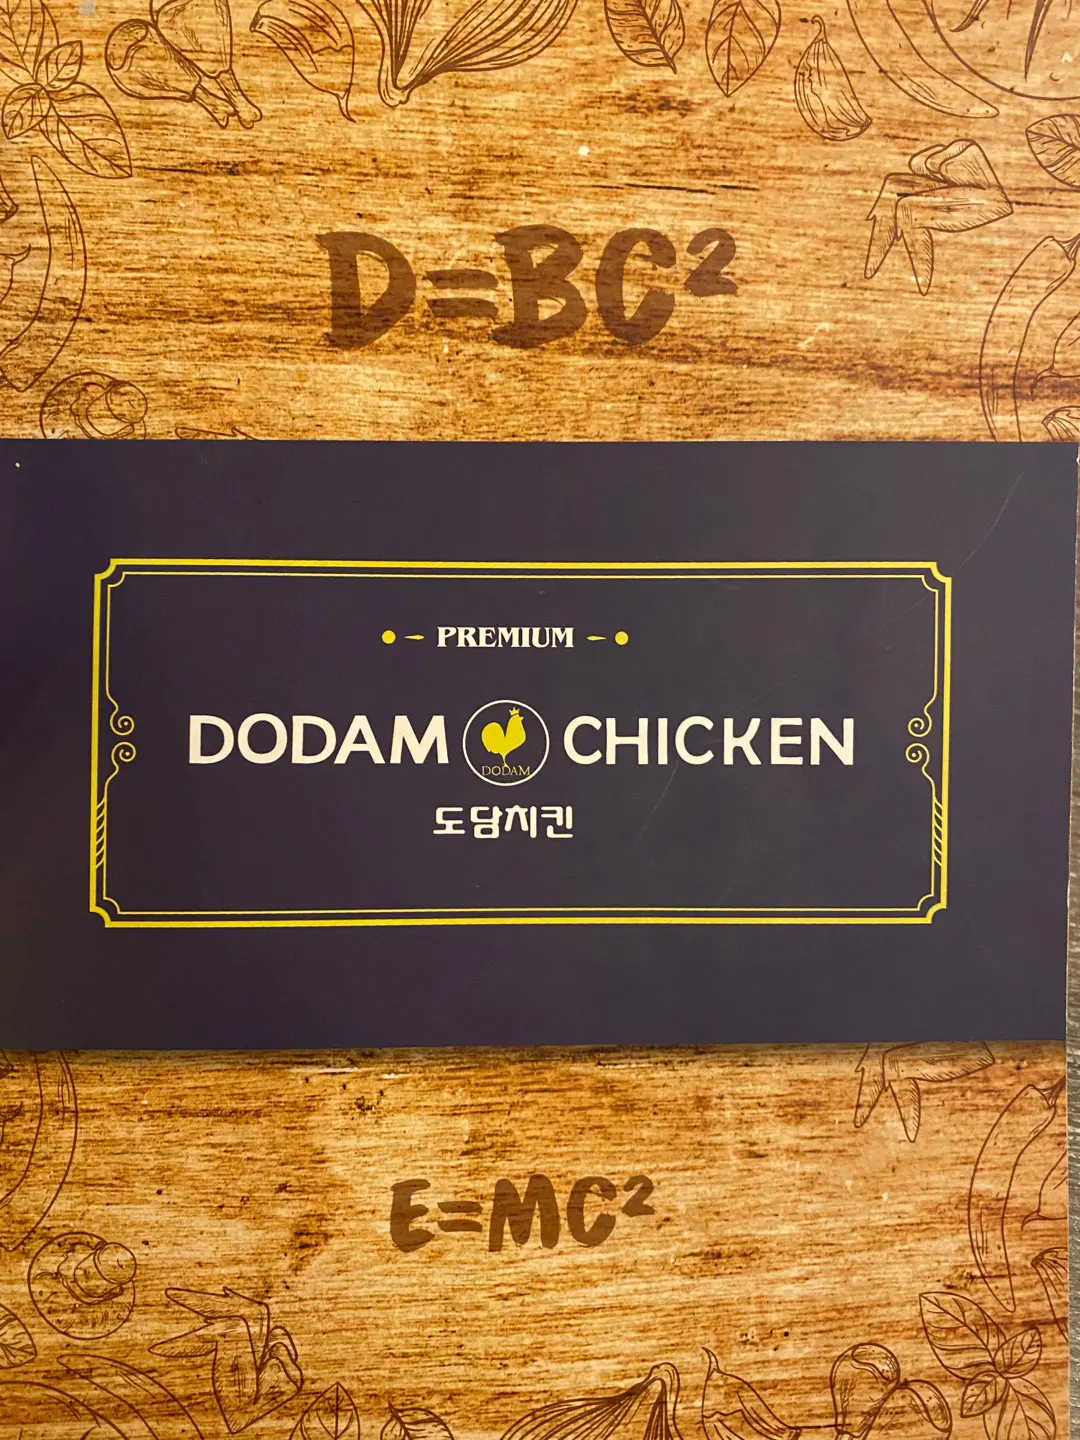 D=BC²
PREMIUM
DODAM CHICKEN
DODAM
도담치킨
E=MC²